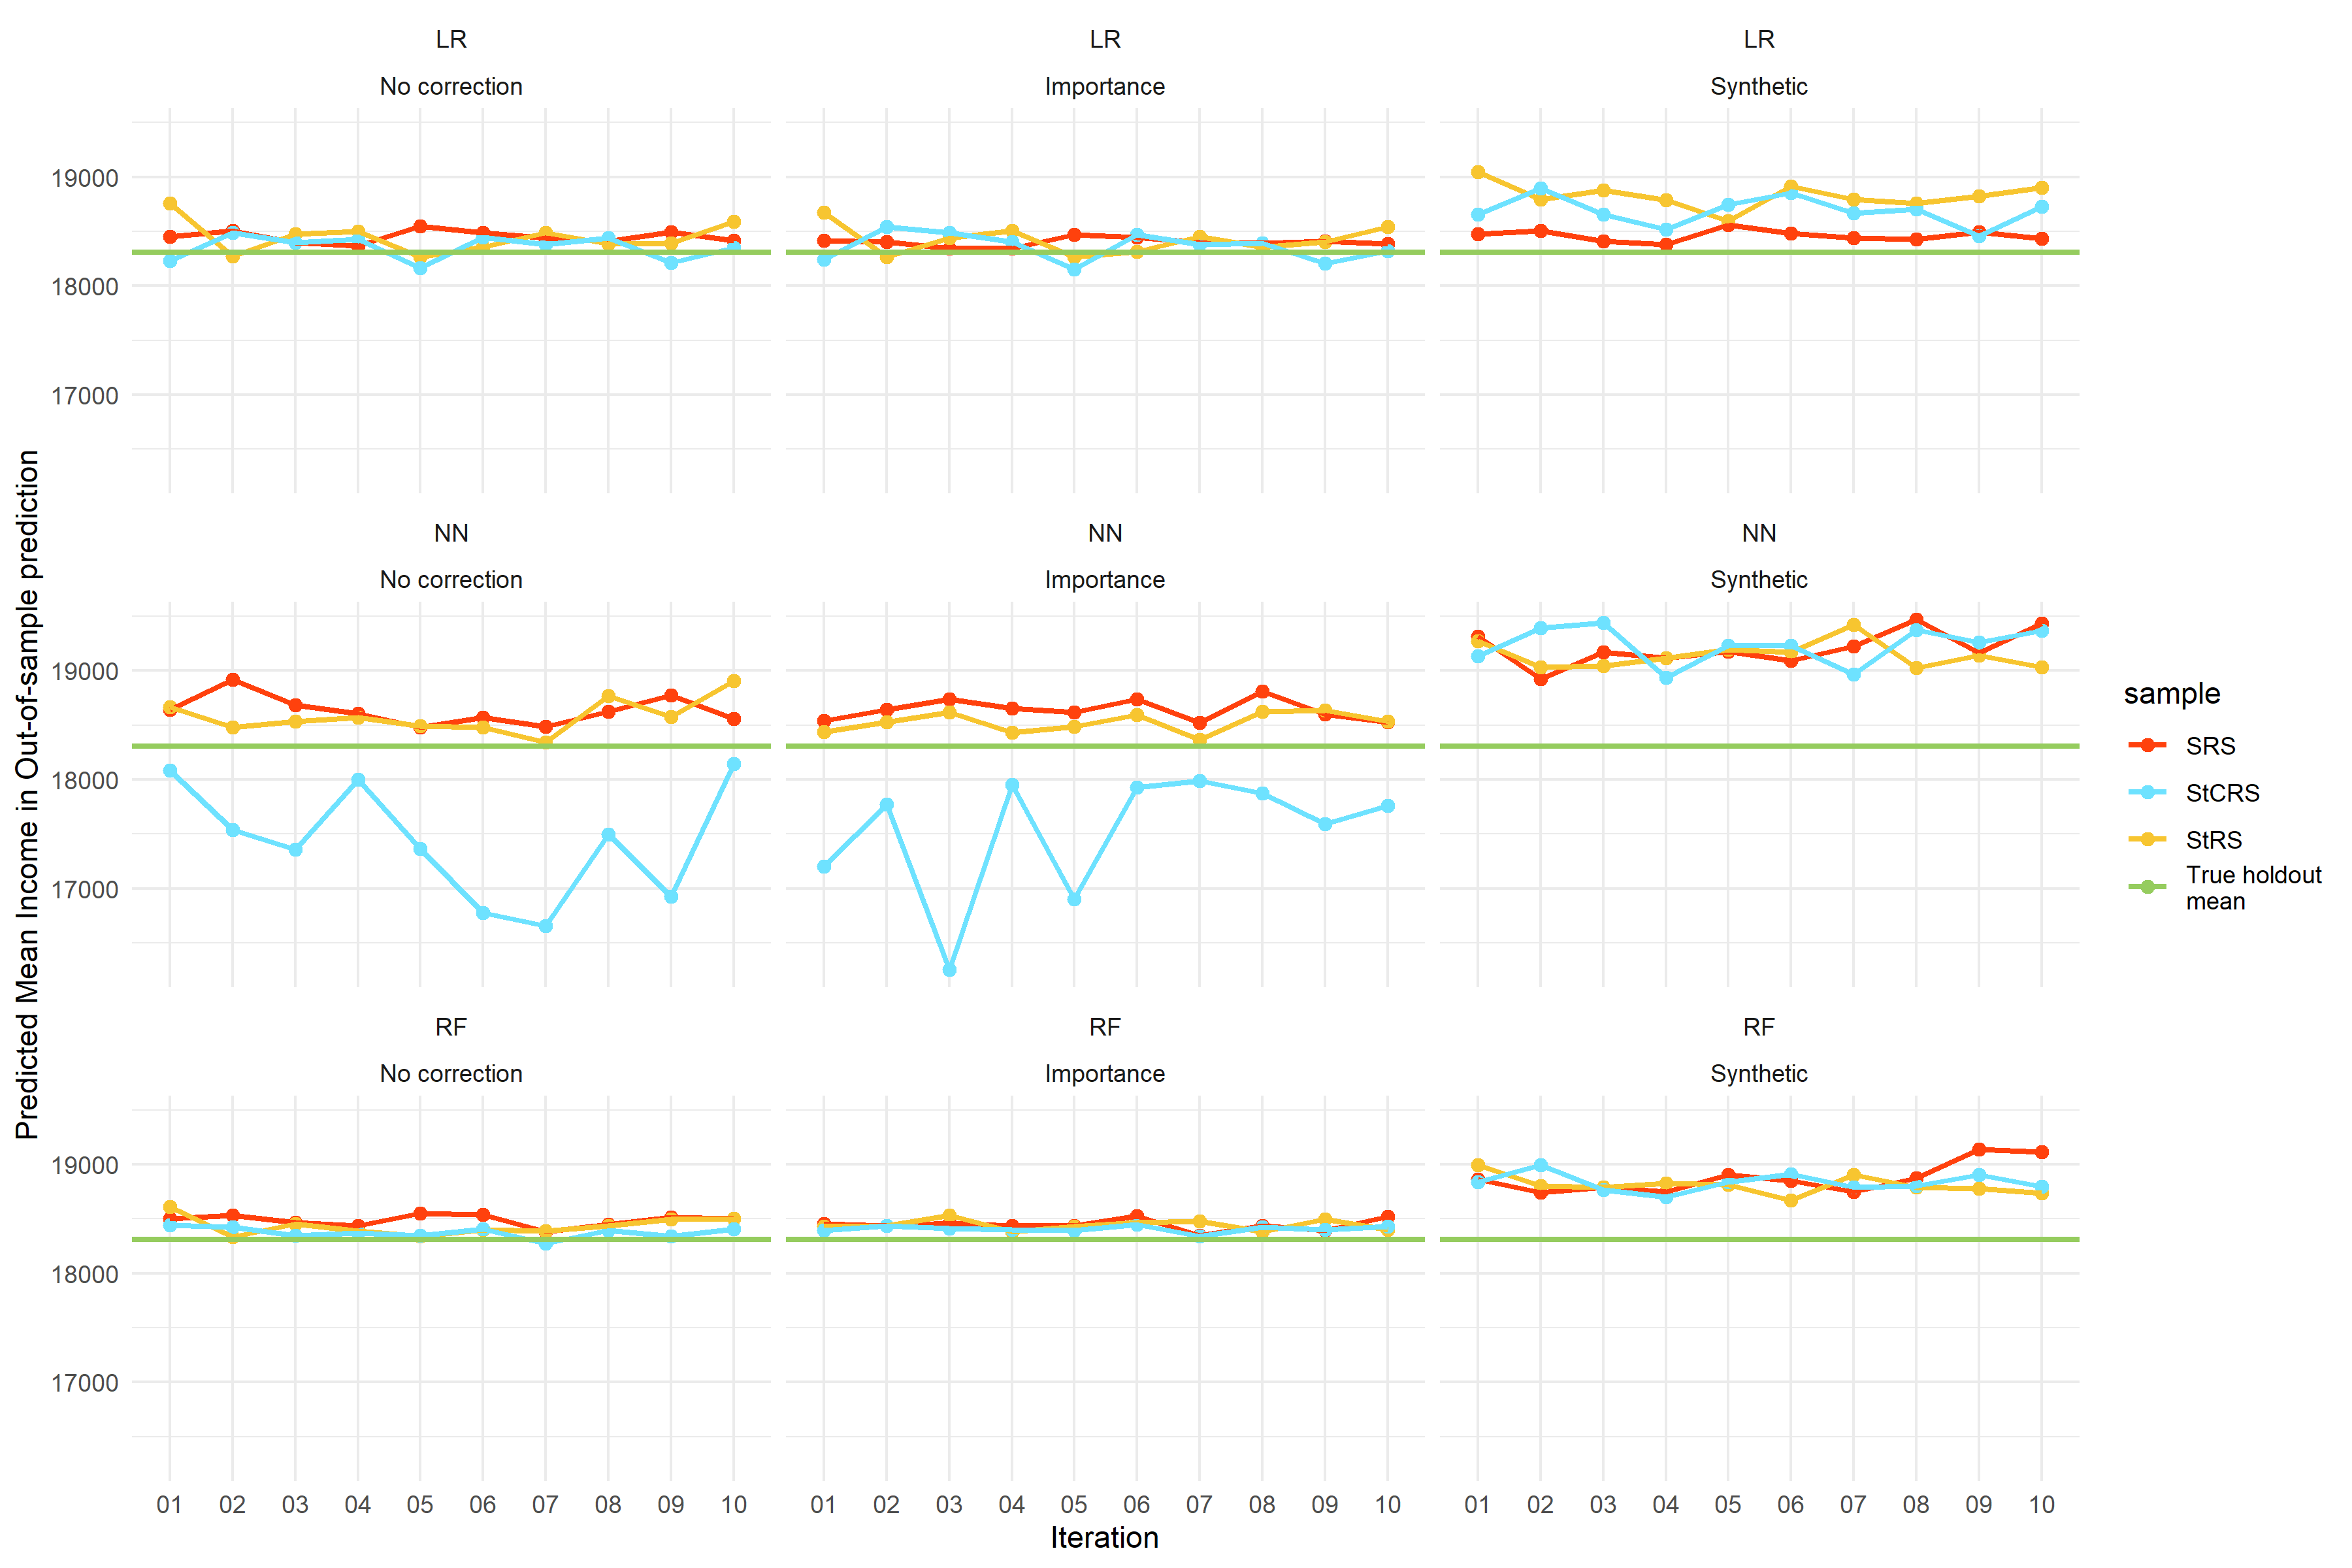 LR
LR
LR
No correction
Importance
Synthetic
19000
18000
17000
NN
NN
NN
No correction
Importance
Synthetic
19000
18000
17000
RF
RF
RF
No correction
Importance
Synthetic
19000
18000
17000
01 02 03 04 05 06 07 08 09 10
01 02 03 04 05 06 07 08 09 10
01 02 03 04 05 06 07 08 09 10
Iteration
Predicted Mean Income in Out-of-sample prediction
sample
SRS
StCRS
StRS
True holdout
mean